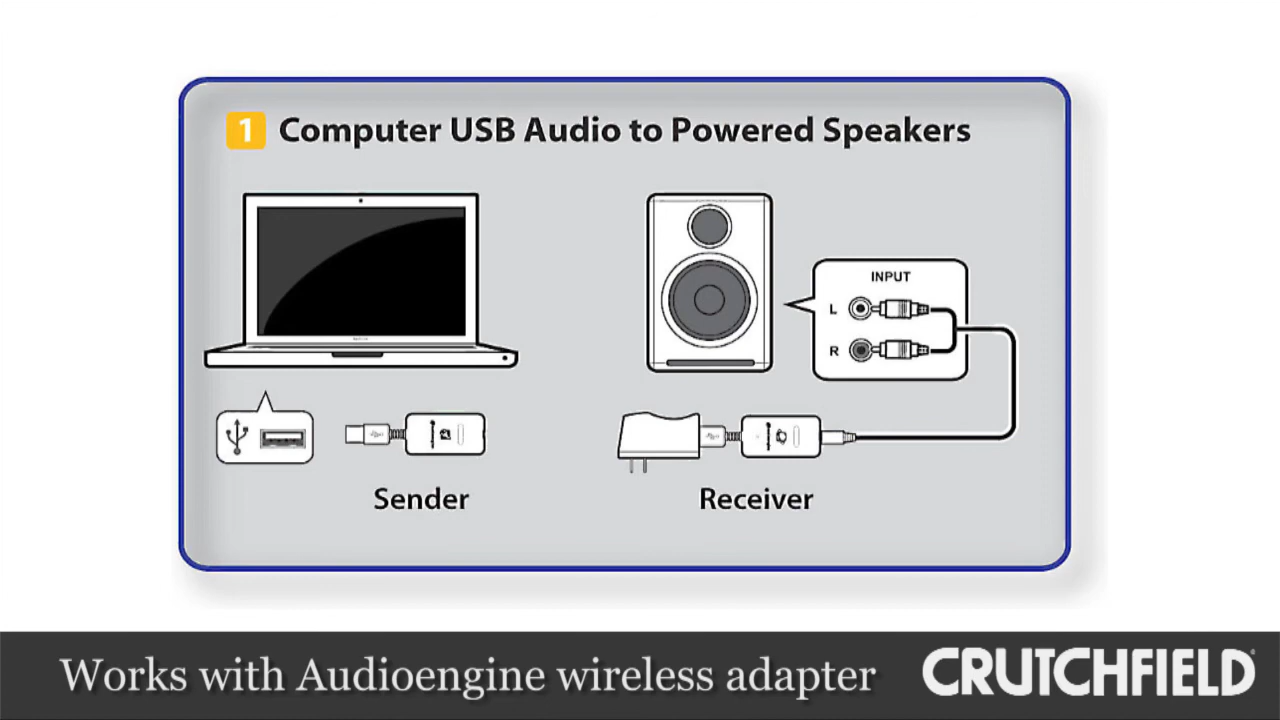 1 Computer USB Audio to Powered Speakers
INPUT
L
R
Sender
Receiver
Works with Audioengine wireless adapter
CRUTCHFIELD